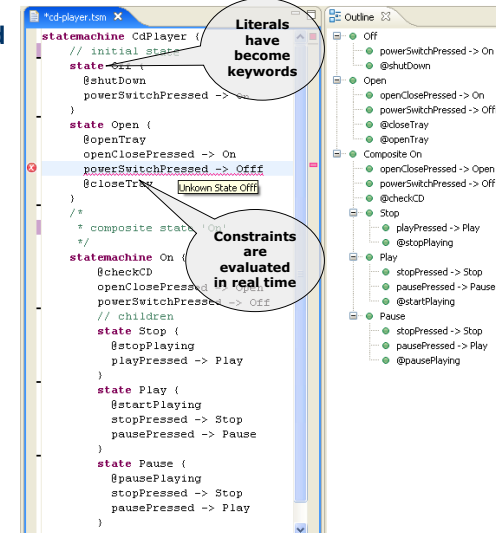 *cd-player.tsm
statemachine CdPlayer {
// initial state
state Off {
@shutDown
powerSwitchPressed -> On
}
state Open {
@openTray
openClosePressed -> On
powerSwitchPressed -> Offf
@closeTray
Unkown State Offf
}
/*
* composite state 'On'
*/
statemachine On {
@checkCD
openClosePressed -> Open
powerSwitchPressed -> Off
// children
state Stop {
@stopPlaying
playPressed -> Play
}
state Play {
@startPlaying
stopPressed -> Stop
pausePressed -> Pause
}
state Pause {
@pausePlaying
stopPressed -> Stop
pausePressed -> Play
}
Literals
have
become
keywords
Constraints
are
evaluated
in real time
Outline
Off
powerSwitchPressed -> On
@shutDown
Open
openClosePressed -> On
powerSwitchPressed -> Off
@closeTray
@openTray
Composite On
openClosePressed -> Open
powerSwitchPressed -> Off
@checkCD
Stop
playPressed -> Play
@stopPlaying
Play
stopPressed -> Stop
pausePressed -> Pause
@startPlaying
Pause
stopPressed -> Stop
pausePressed -> Play
@pausePlaying